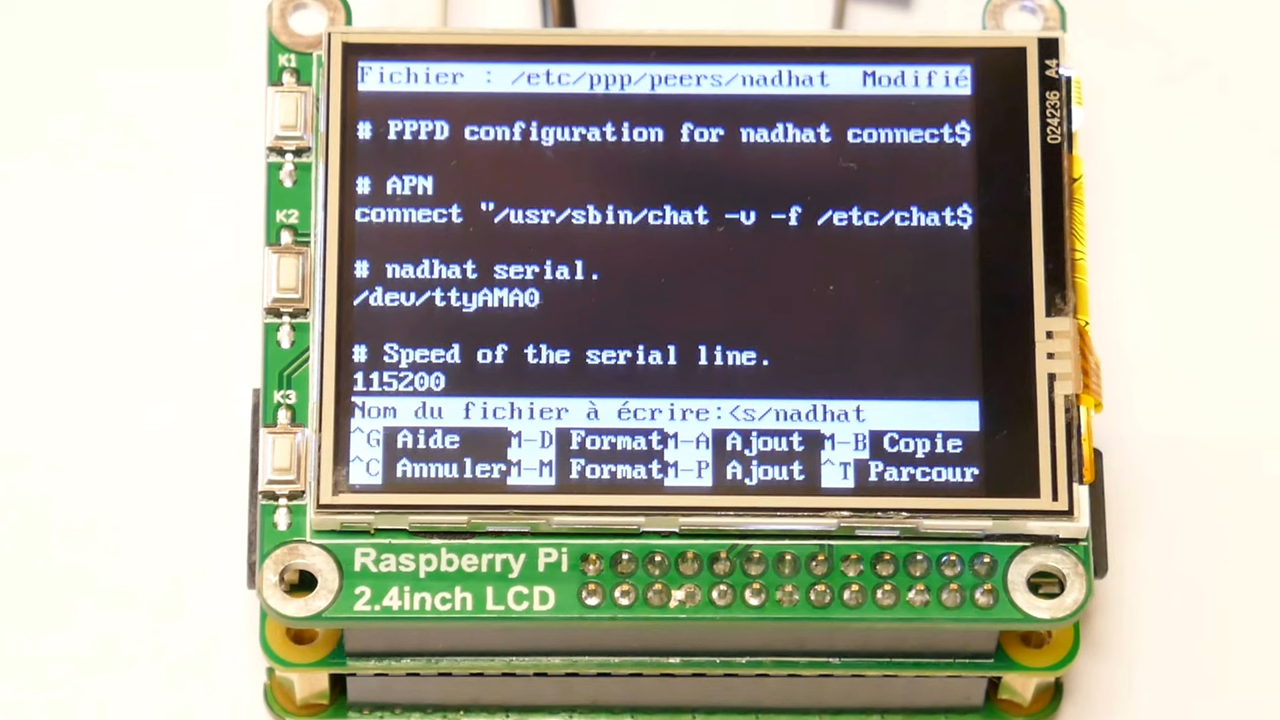 K1
K2
K3
Fichier : /etc/ppp/peers/nadhat Modifié
# PPPD configuration for nadhat connect$
# APN
connect "/usr/sbin/chat -v -f /etc/chat$
# nadhat serial.
/dev/ttyAMA0
# Speed of the serial line.
115200
Nom du fichier à écrire:<s/nadhat
^G Aide M-D Format M-A Ajout M-B Copie
^C Annuler M-M Format M-P Ajout ^T Parcour
024236 A4
Raspberry Pi
2.4inch LCD